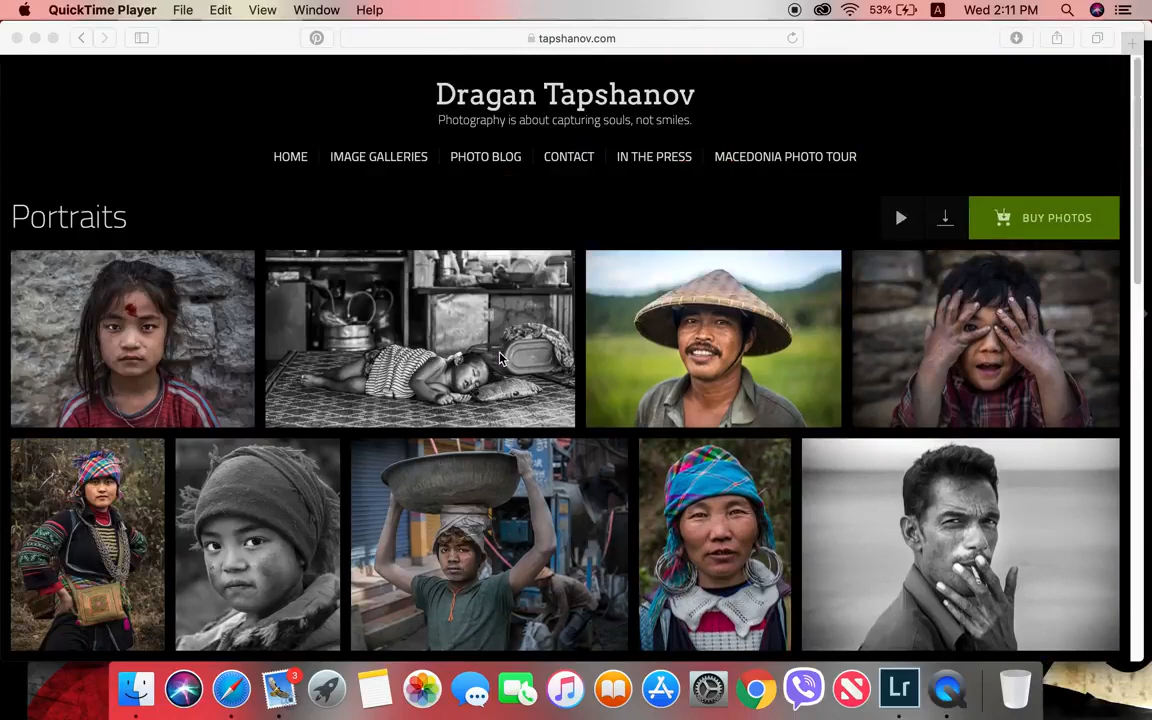 QuickTime Player File Edit View Window Help 53% A Wed 2:11 PM
tapshanov.com
Dragan Tapshanov
Photography is about capturing souls, not smiles.
HOME IMAGE GALLERIES PHOTO BLOG CONTACT IN THE PRESS MACEDONIA PHOTO TOUR
Portraits
BUY PHOTOS
3
Lr